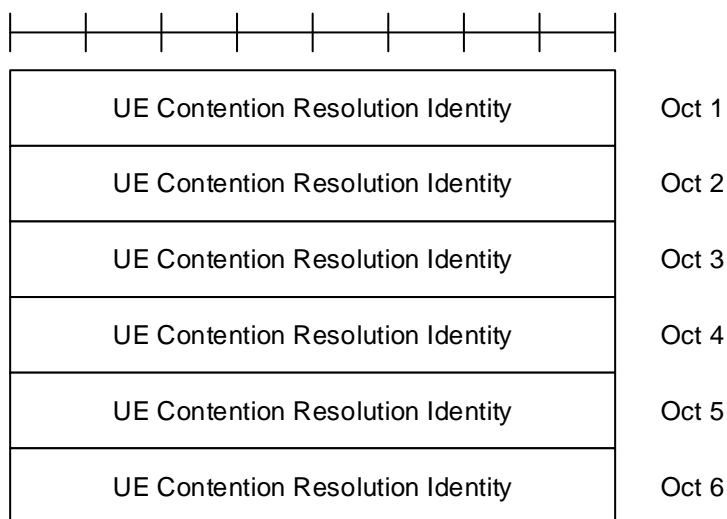 UE Contention Resolution Identity Oct 1
UE Contention Resolution Identity Oct 2
UE Contention Resolution Identity Oct 3
UE Contention Resolution Identity Oct 4
UE Contention Resolution Identity Oct 5
UE Contention Resolution Identity Oct 6